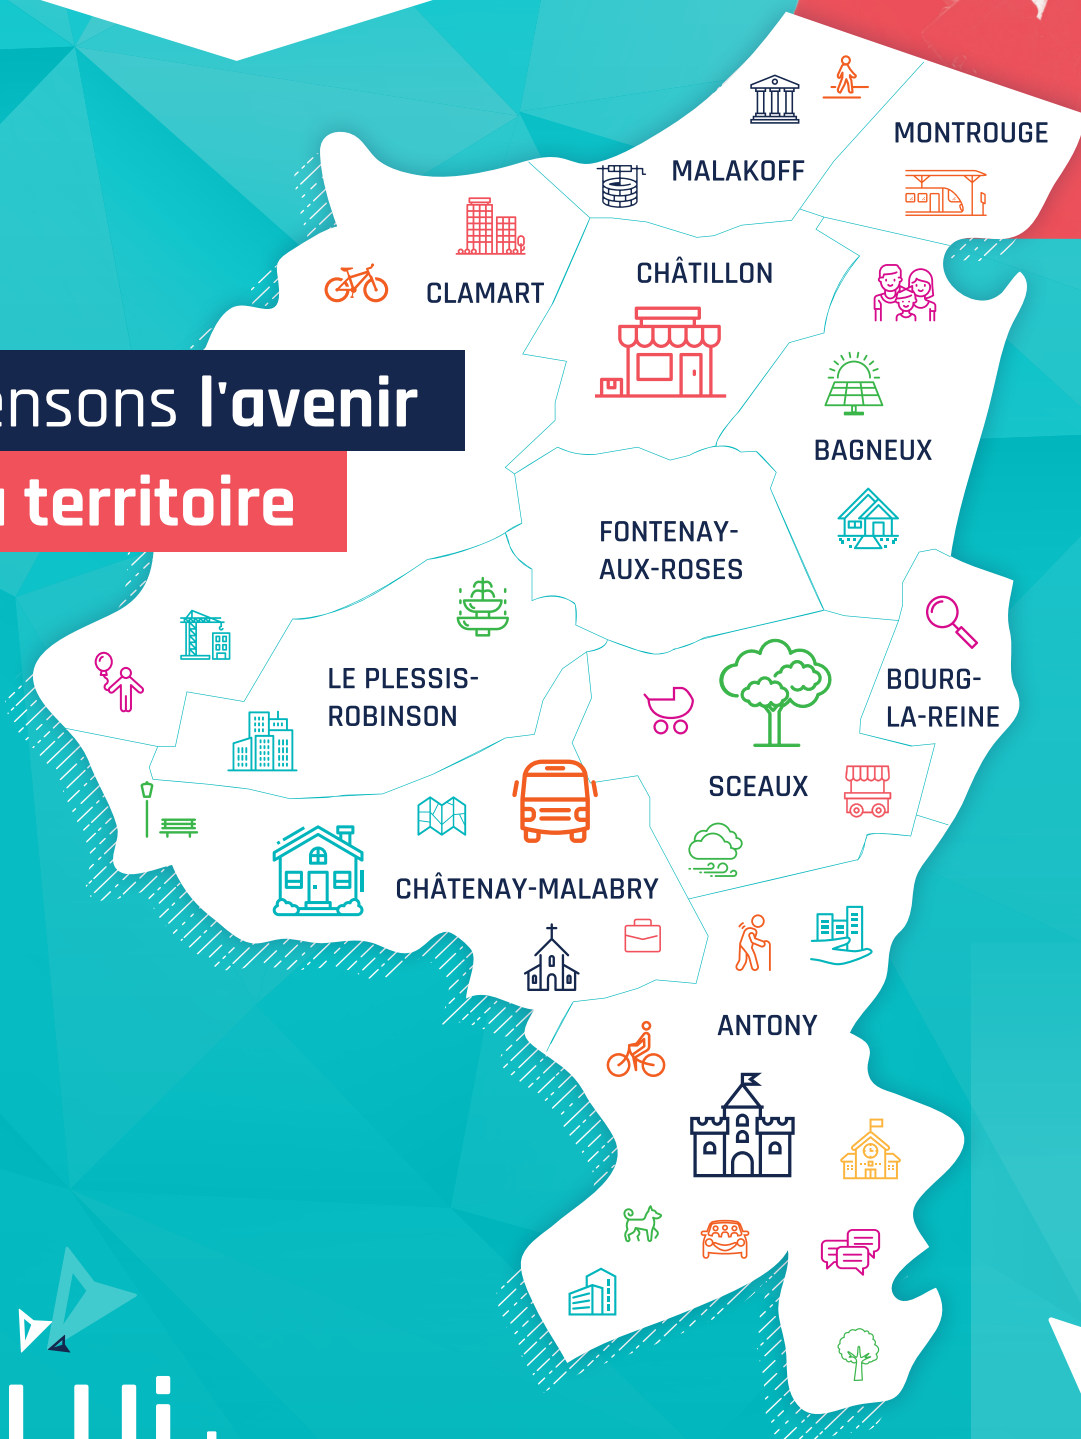 MONTROUGE
MALAKOFF
CHÂTILLON
CLAMART
l'avenir
BAGNEUX
territoire
FONTENAY-
AUX-ROSES
LE PLESSIS-
ROBINSON
BOURG-
LA-REINE
SCEAUX
CHÂTENAY-MALABRY
ANTONY